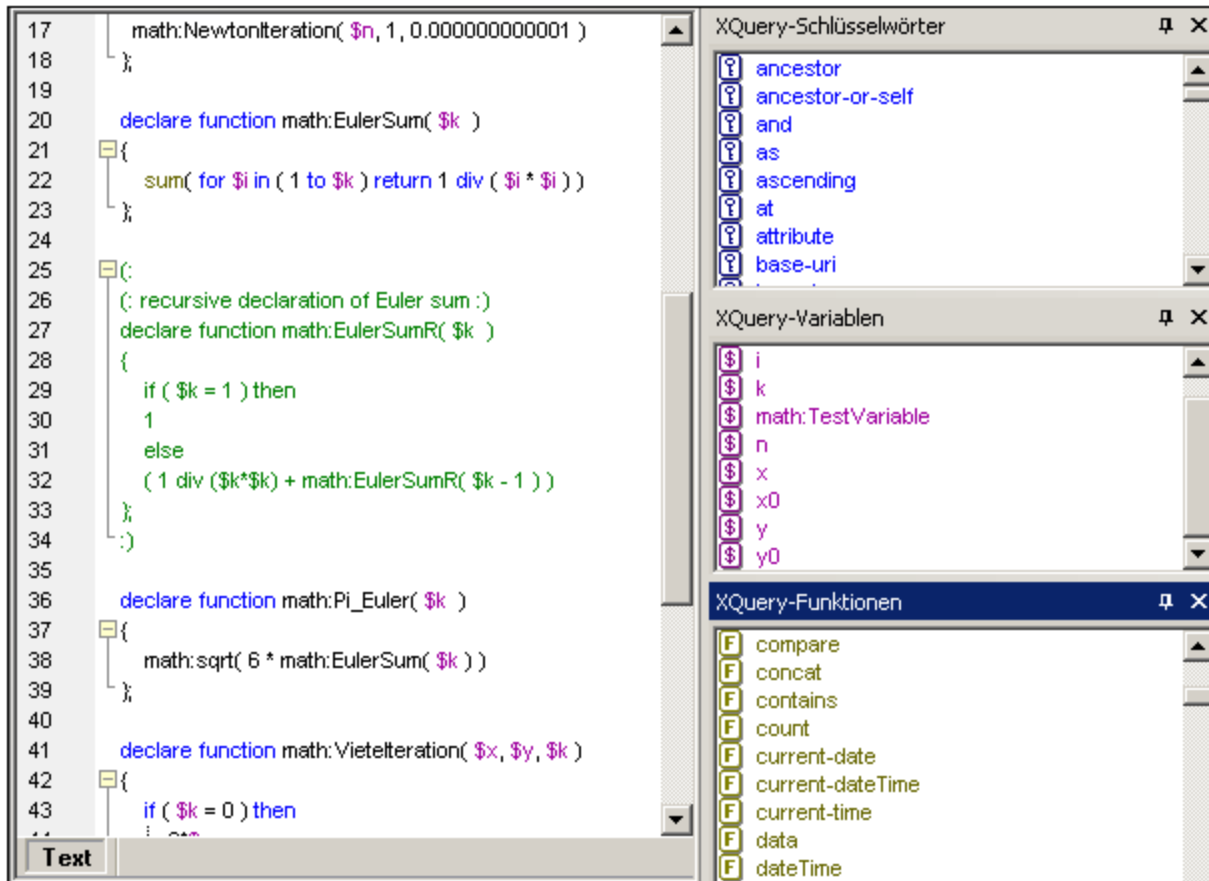 17 math:NewtonIteration( $n, 1, 0.000000000001 )
18 };
19
20 declare function math:EulerSum( $k )
21 {
22 sum( for $i in ( 1 to $k ) return 1 div ( $i * $i ) )
23 };
24
25 (:
26 (: recursive declaration of Euler sum :)
27 declare function math:EulerSumR( $k )
28 {
29 if ( $k = 1 ) then
30 1
31 else
32 ( 1 div ($k*$k) + math:EulerSumR( $k - 1 ) )
33 };
34 :)
35
36 declare function math:Pi_Euler( $k )
37 {
38 math:sqrt( 6 * math:EulerSum( $k ) )
39 };
40
41 declare function math:VieteIteration( $x, $y, $k )
42 {
43 if ( $k = 0 ) then
Text
XQuery-Schlüsselwörter
ancestor
ancestor-or-self
and
as
ascending
at
attribute
base-uri
XQuery-Variablen
$ i
$ k
$ math:TestVariable
$ n
$ x
$ x0
$ y
$ y0
XQuery-Funktionen
F compare
F concat
F contains
F count
F current-date
F current-dateTime
F current-time
F data
F dateTime